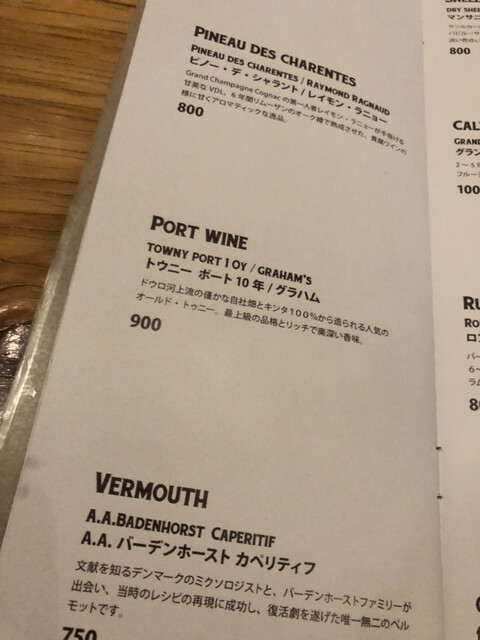 PINEAU DES CHARENTES
PINEAU DES CHARENTES / RAYMOND RAGNAUD
ピノー・デ・シャラント / レイモン・ラニョー
Grand Champagne Cognac の第一人者レイモン・ラニョーが手掛ける
甘美な VDL。6 年間リムーザンのオーク樽で熟成させた、貴腐ワインの
様に甘くアロマティックな逸品。
800
PORT WINE
TOWNY PORT 10Y / GRAHAM'S
トウニー ポート 10 年 / グラハム
ドウロ河上流の僅かな自社畑とキンタ100%から造られる人気の
オールド・トゥニー。最上級の品格とリッチで奥深い香味。
900
VERMOUTH
A.A.BADENHORST CAPERITIF
A.A. バーデンホースト カペリティフ
文献を知るデンマークのミクソロジストと、バーデンホーストファミリーが
出会い、当時のレシピの再現に成功し、復活劇を遂げた唯一無二のベル
モットです。
750
DRY SHE
マンサニ
800
CAL
GRAND
グラン
2～5
フルー
100
RU
RO
ロン
バー
6～
ラム
80